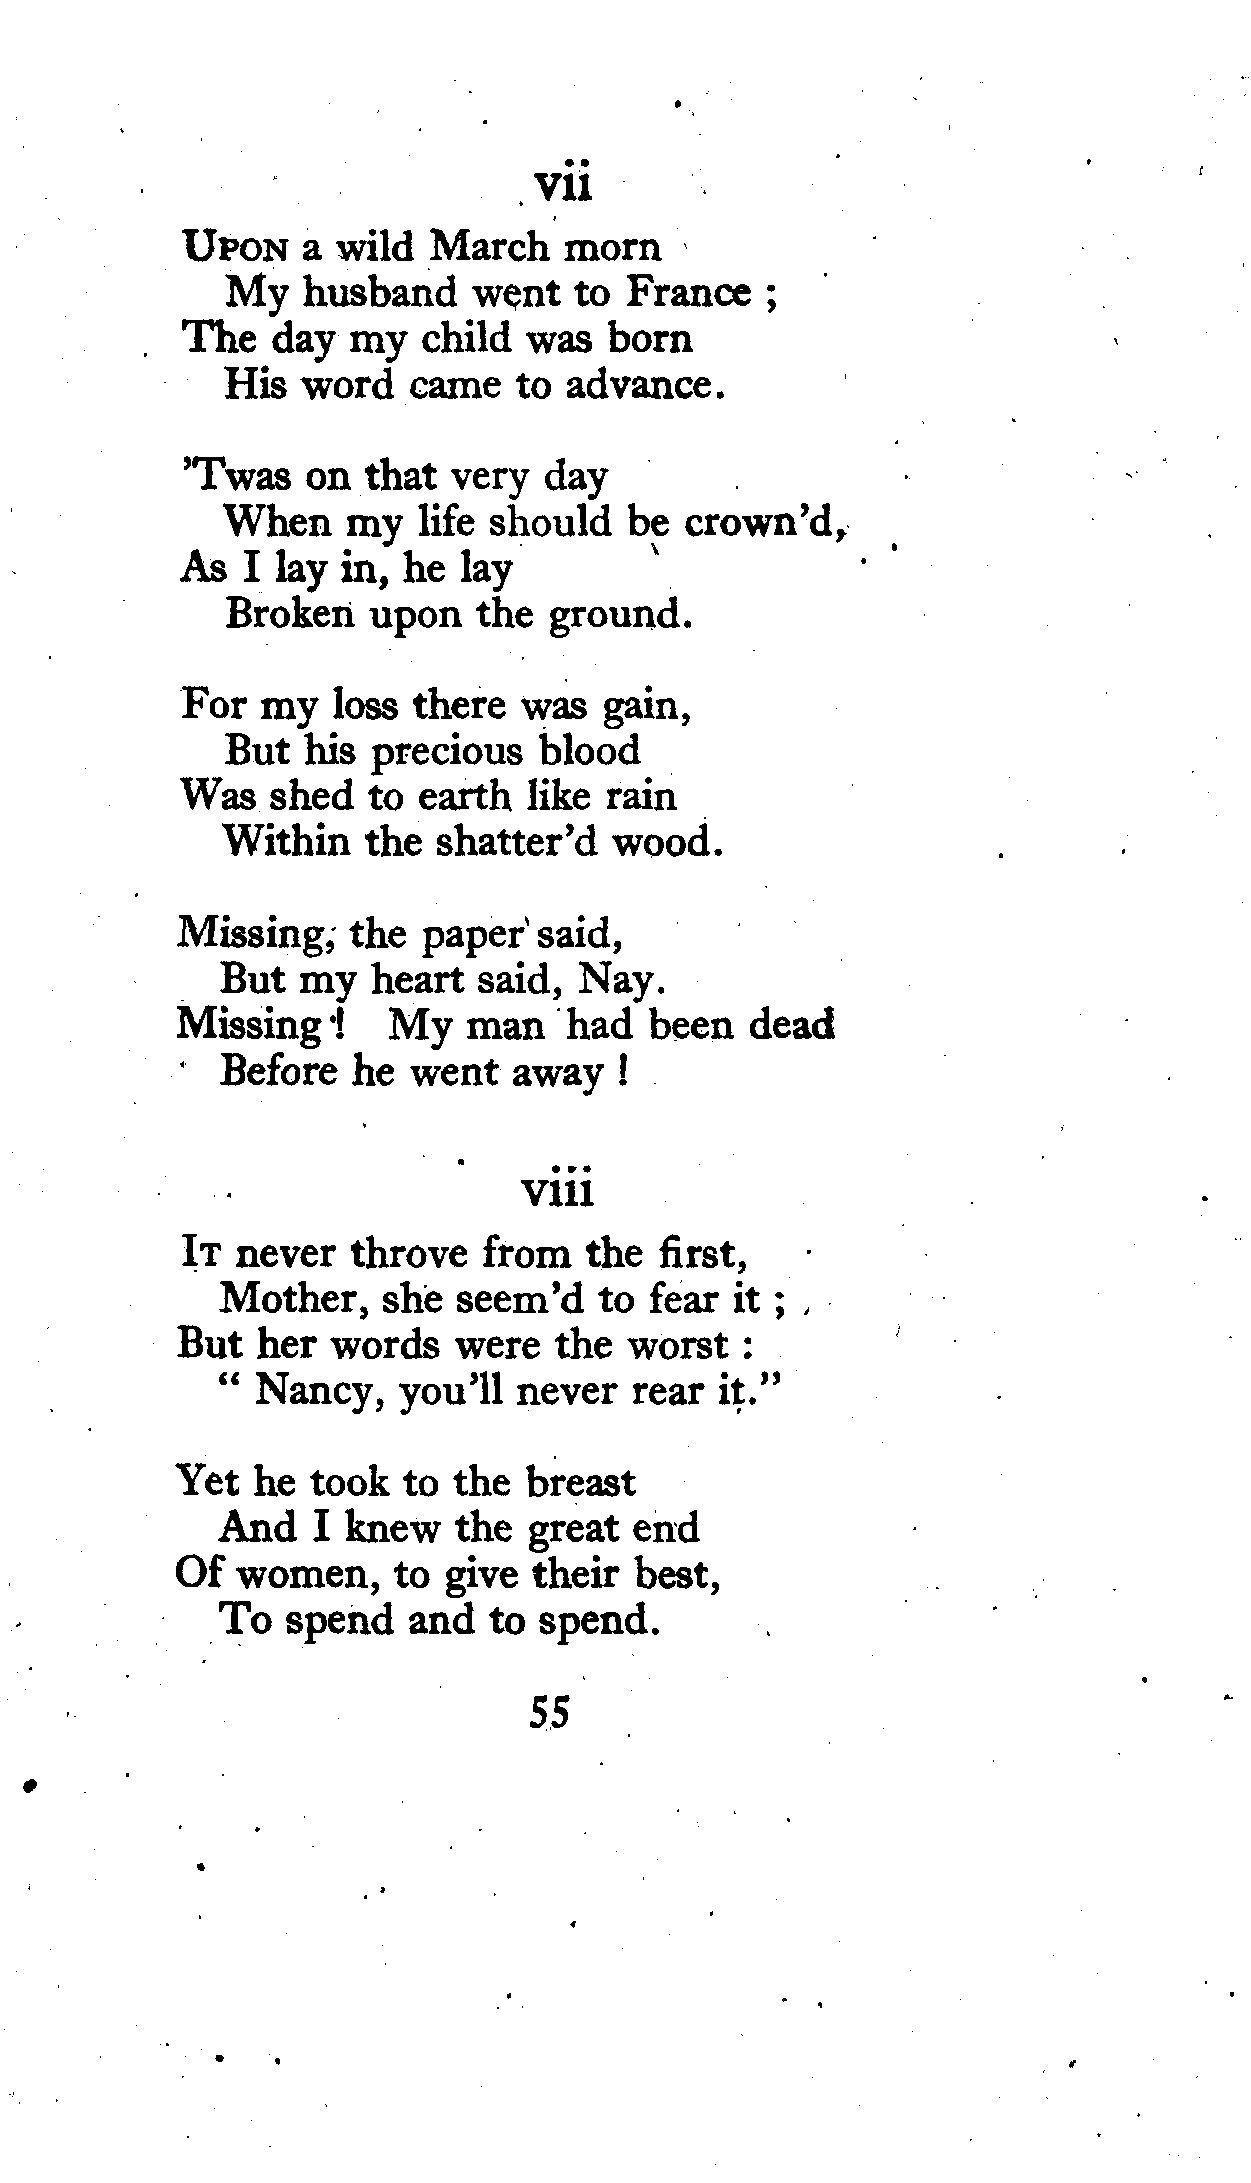 vii
UPON a wild March morn
My husband went to France ;
The day my child was born
His word came to advance.
'Twas on that very day
When my life should be crown'd,
As I lay in, he lay
Broken upon the ground.
For my loss there was gain,
But his precious blood
Was shed to earth like rain
Within the shatter'd wood.
Missing, the paper said,
But my heart said, Nay.
Missing ! My man had been dead
Before he went away !
viii
IT never throve from the first,
Mother, she seem'd to fear it ;
But her words were the worst :
“ Nancy, you'll never rear it.”
Yet he took to the breast
And I knew the great end
Of women, to give their best,
To spend and to spend.
55